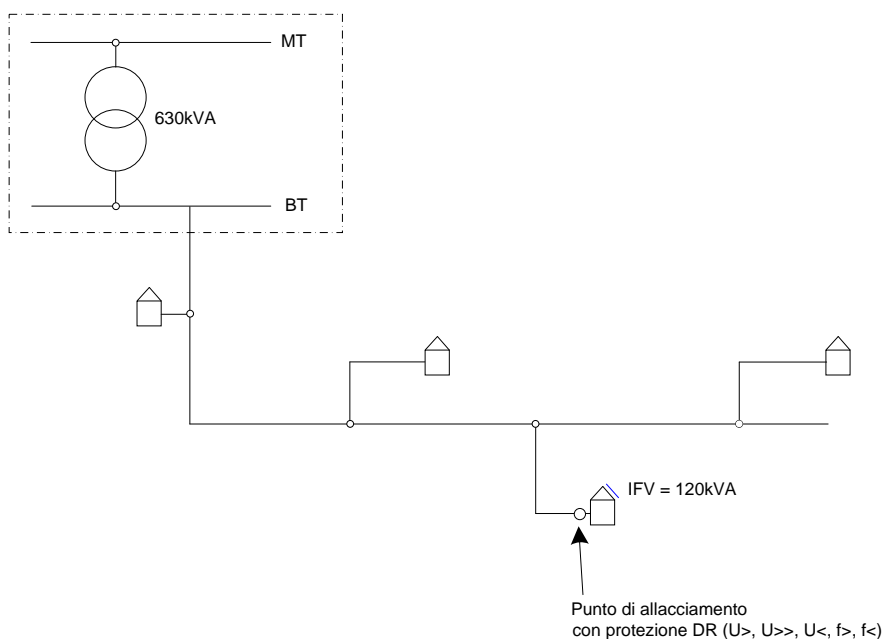 MT
630kVA
BT
IFV = 120kVA
Punto di allacciamento
con protezione DR (U>, U>>, U<, f>, f<)